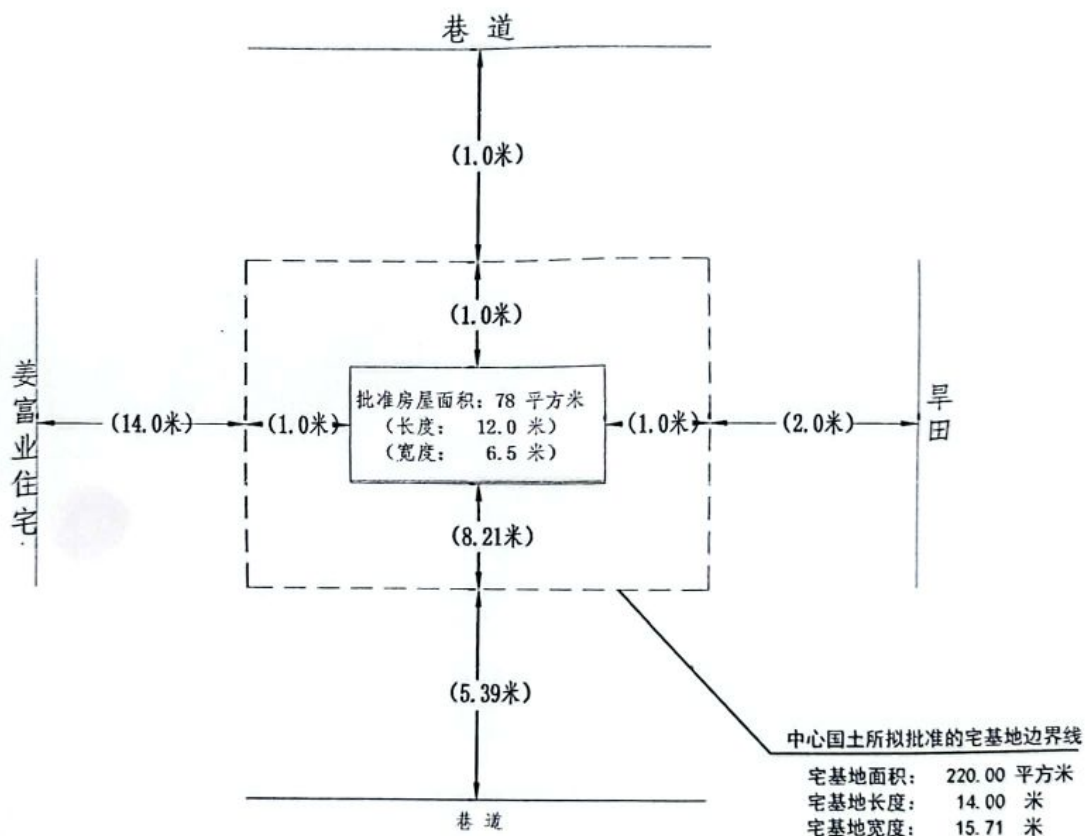 巷道
(1.0米)
(1.0米)
姜富业住宅
(14.0米)
(1.0米)
批准房屋面积: 78 平方米
(长度: 12.0 米)
(宽度: 6.5 米)
(1.0米)
(2.0米)
旱田
(8.21米)
(5.39米)
中心国土所拟批准的宅基地边界线
宅基地面积: 220.00 平方米
宅基地长度: 14.00 米
宅基地宽度: 15.71 米
巷道